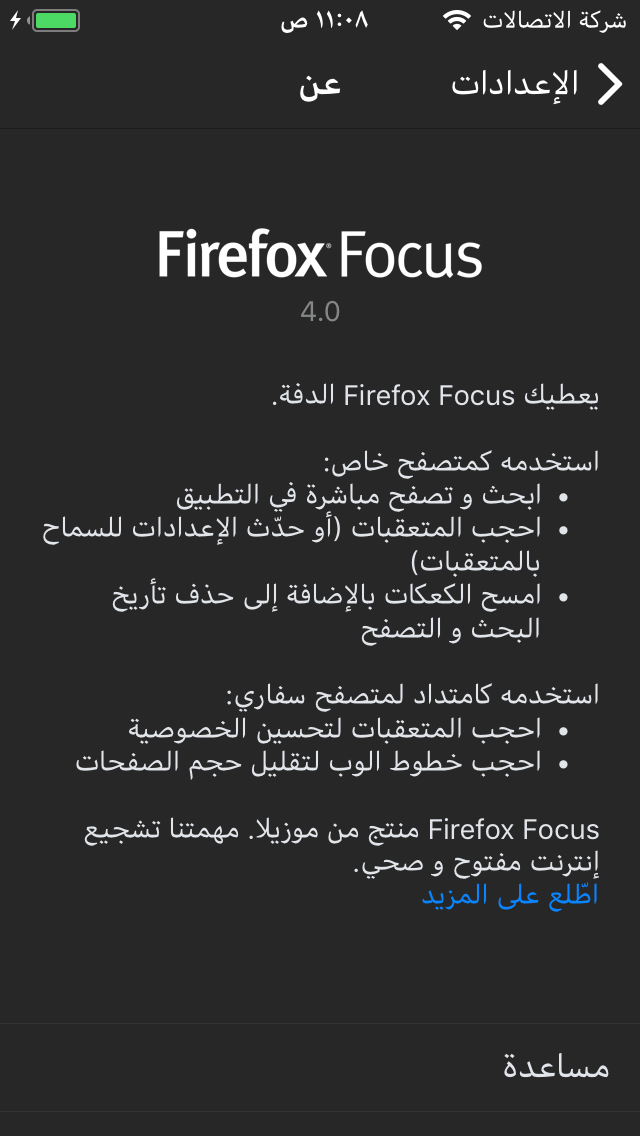 شركة الاتصالات ١١:٠٨ ص
الإعدادات عن
Firefox® Focus
4.0
يعطيك Firefox Focus الدفة.
استخدمه كمتصفح خاص:
• ابحث و تصفح مباشرة في التطبيق
• احجب المتعقبات (أو حدّث الإعدادات للسماح
بالمتعقبات)
• امسح الكعكات بالإضافة إلى حذف تأريخ
البحث و التصفح
استخدمه كامتداد لمتصفح سفاري:
• احجب المتعقبات لتحسين الخصوصية
• احجب خطوط الوب لتقليل حجم الصفحات
Firefox Focus منتج من موزيلا. مهمتنا تشجيع
إنترنت مفتوح و صحي.
اطّلع على المزيد
مساعدة